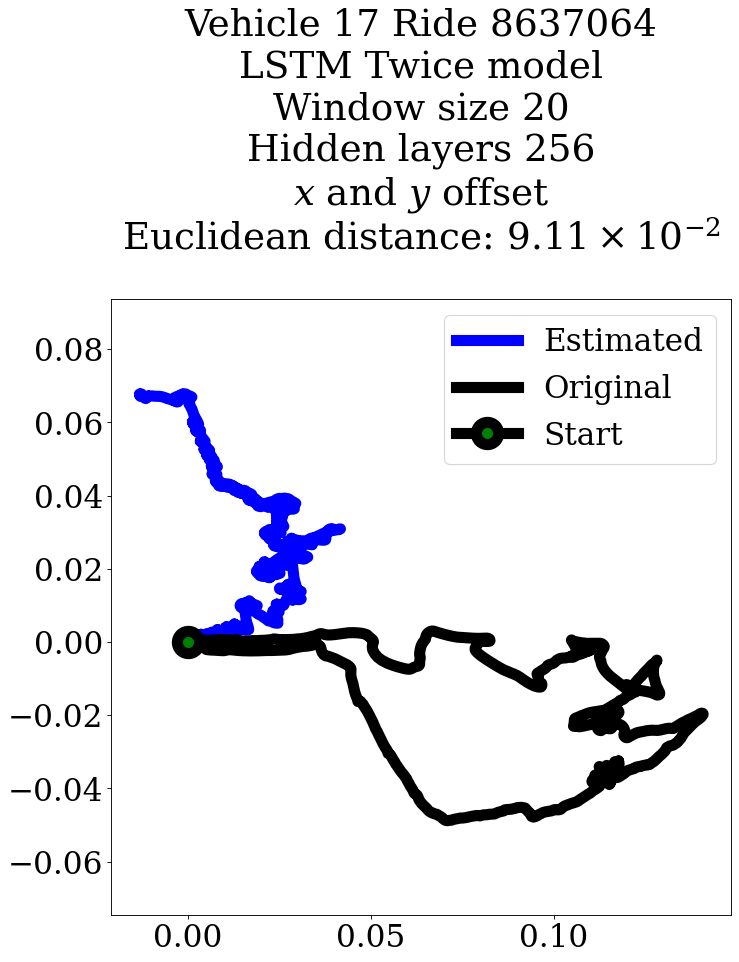 Vehicle 17 Ride 8637064
LSTM Twice model
Window size 20
Hidden layers 256
x and y offset
Euclidean distance: 9.11 × 10⁻²
Estimated
Original
Start
0.08
0.06
0.04
0.02
0.00
−0.02
−0.04
−0.06
0.00 0.05 0.10